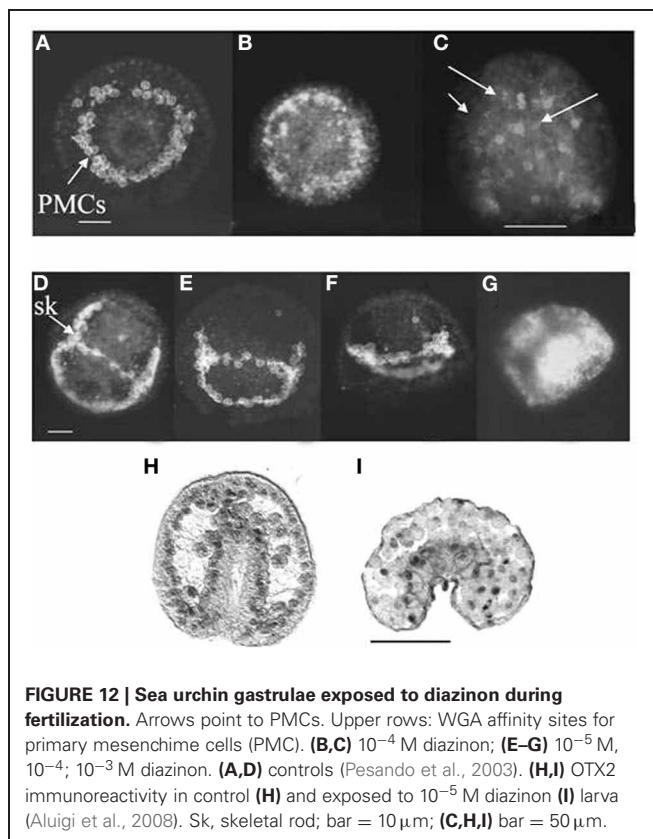 A B C
PMCs
D E F G
sk
H I
FIGURE 12 | Sea urchin gastrulae exposed to diazinon during
fertilization. Arrows point to PMCs. Upper rows: WGA affinity sites for
primary mesenchime cells (PMC). (B,C) 10⁻⁴ M diazinon; (E–G) 10⁻⁵ M,
10⁻⁴; 10⁻³ M diazinon. (A,D) controls (Pesando et al., 2003). (H,I) OTX2
immunoreactivity in control (H) and exposed to 10⁻⁵ M diazinon (I) larva
(Aluigi et al., 2008). Sk, skeletal rod; bar = 10 μm; (C,H,I) bar = 50 μm.